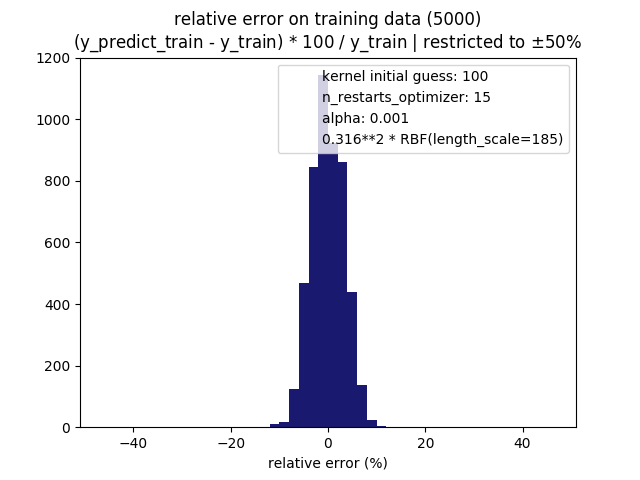 relative error on training data (5000)
(y_predict_train - y_train) * 100 / y_train | restricted to ±50%
1200
1000
800
600
400
200
0
kernel initial guess: 100
n_restarts_optimizer: 15
alpha: 0.001
0.316**2 * RBF(length_scale=185)
−40
−20
0
20
40
relative error (%)